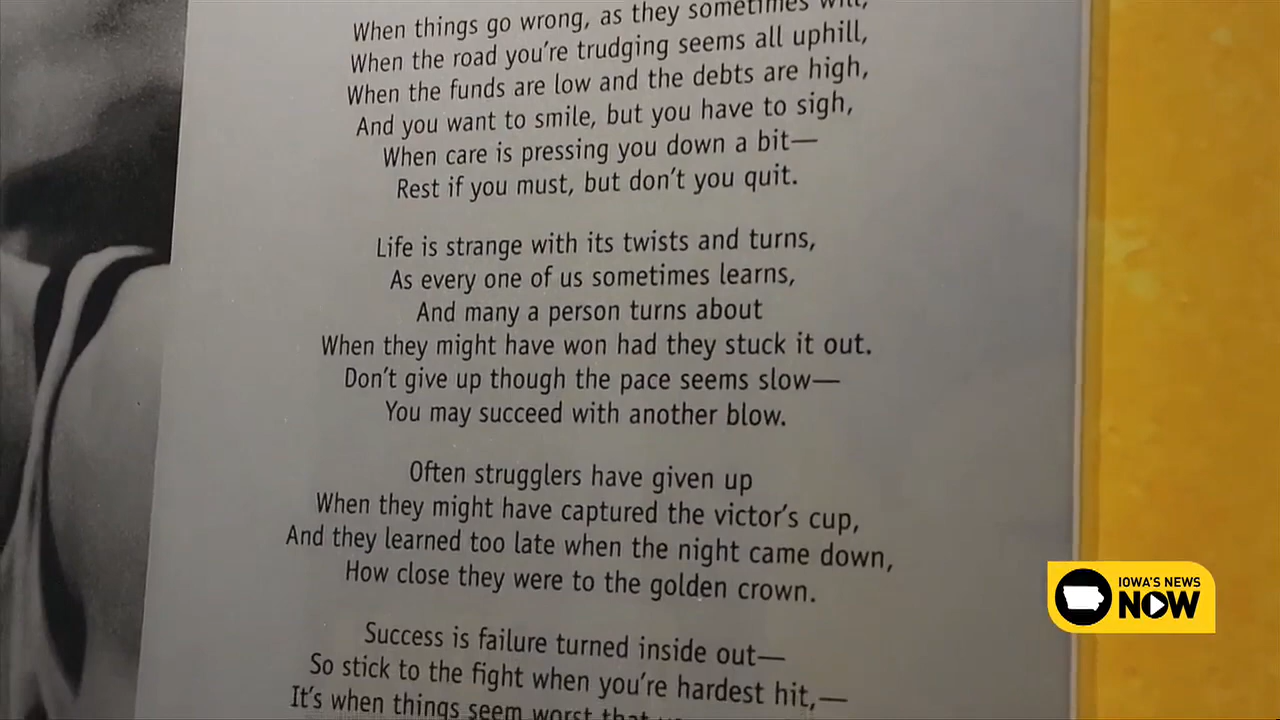 When things go wrong, as they sometimes will,
When the road you're trudging seems all uphill,
When the funds are low and the debts are high,
And you want to smile, but you have to sigh,
When care is pressing you down a bit—
Rest if you must, but don't you quit.
Life is strange with its twists and turns,
As every one of us sometimes learns,
And many a person turns about
When they might have won had they stuck it out.
Don't give up though the pace seems slow—
You may succeed with another blow.
Often strugglers have given up
When they might have captured the victor's cup,
And they learned too late when the night came down,
How close they were to the golden crown.
Success is failure turned inside out—
So stick to the fight when you're hardest hit,—
It's when things seem worst that
IOWA'S NEWS
NOW